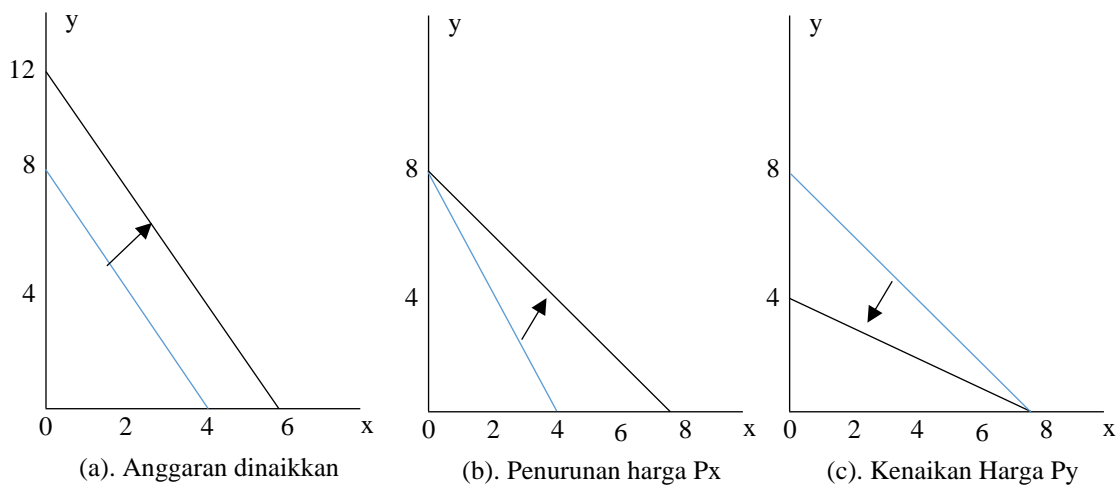 y
12
8
4
0 2 4 6 x
(a). Anggaran dinaikkan
y
8
4
0 2 4 6 8 x
(b). Penurunan harga Px
y
8
4
0 2 4 6 8 x
(c). Kenaikan Harga Py